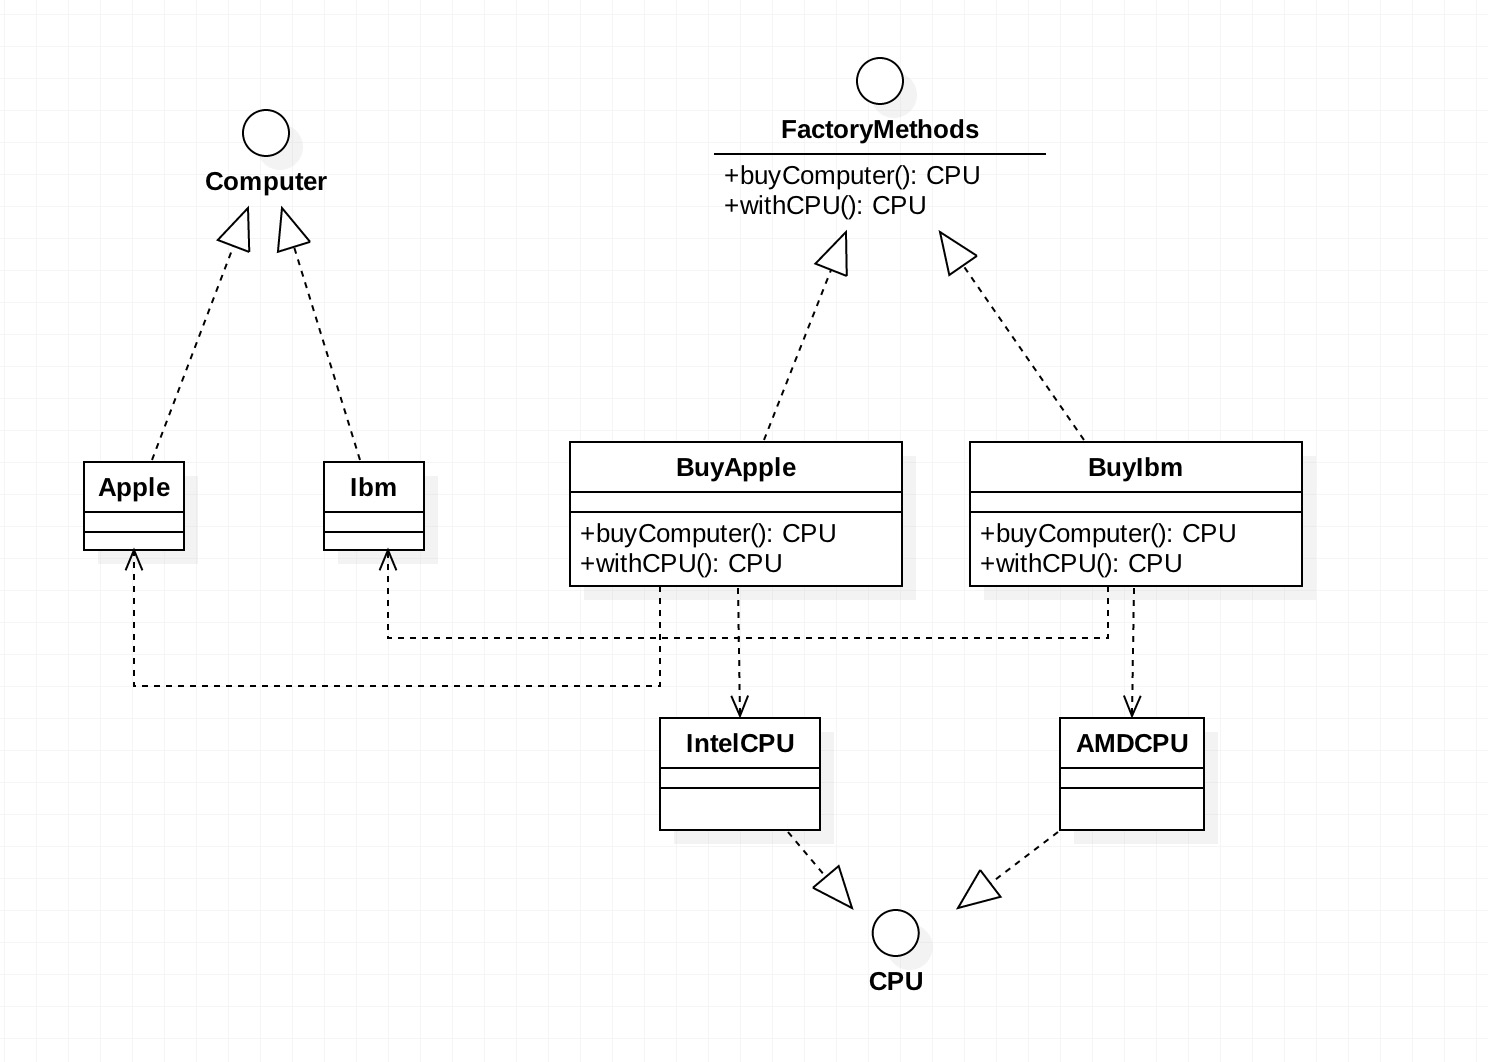 FactoryMethods
+buyComputer(): CPU
+withCPU(): CPU
Computer
Apple
Ibm
BuyApple
+buyComputer(): CPU
+withCPU(): CPU
BuyIbm
+buyComputer(): CPU
+withCPU(): CPU
IntelCPU
AMDCPU
CPU